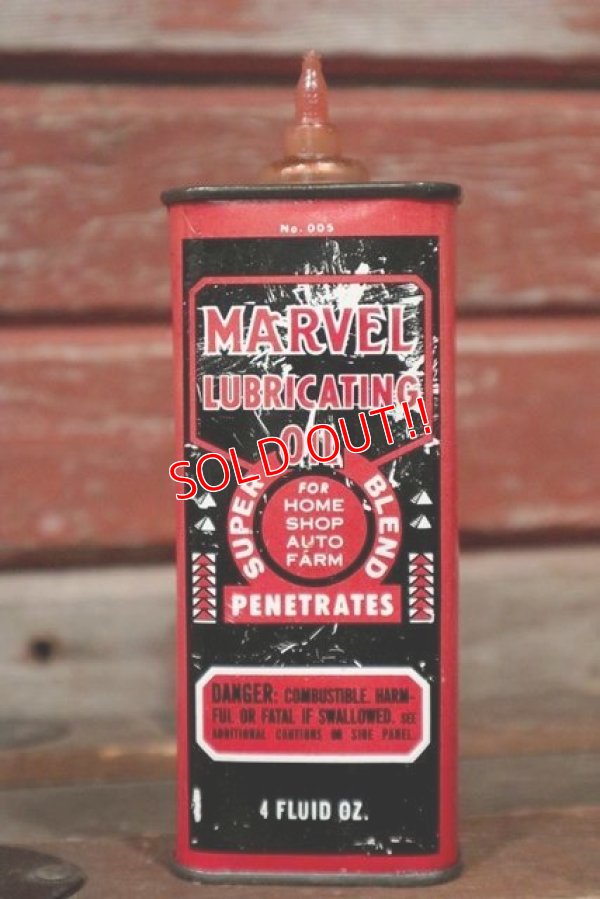 No. 005
MARVEL
LUBRICATING
OIL
SOLD OUT!!
SUPER BLEND
FOR
HOME
SHOP
AUTO
FARM
PENETRATES
DANGER: COMBUSTIBLE. HARM-
FUL OR FATAL IF SWALLOWED. SEE
ADDITIONAL CAUTIONS ON SIDE PANEL.
4 FLUID OZ.